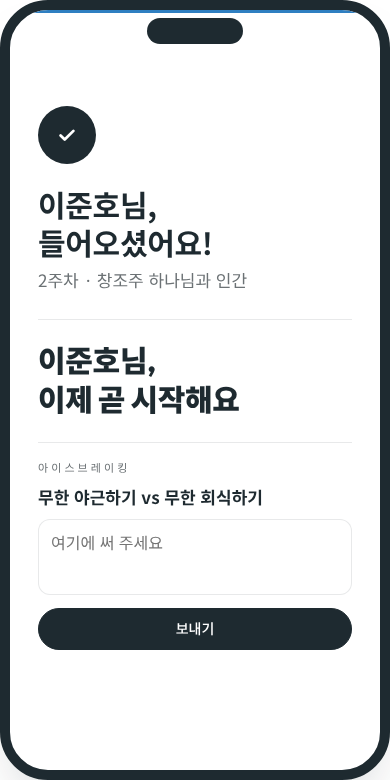 이준호님,
들어오셨어요!
2주차 · 창조주 하나님과 인간
이준호님,
이제 곧 시작해요
아이스브레이킹
무한 야근하기 vs 무한 회식하기
여기에 써 주세요
보내기